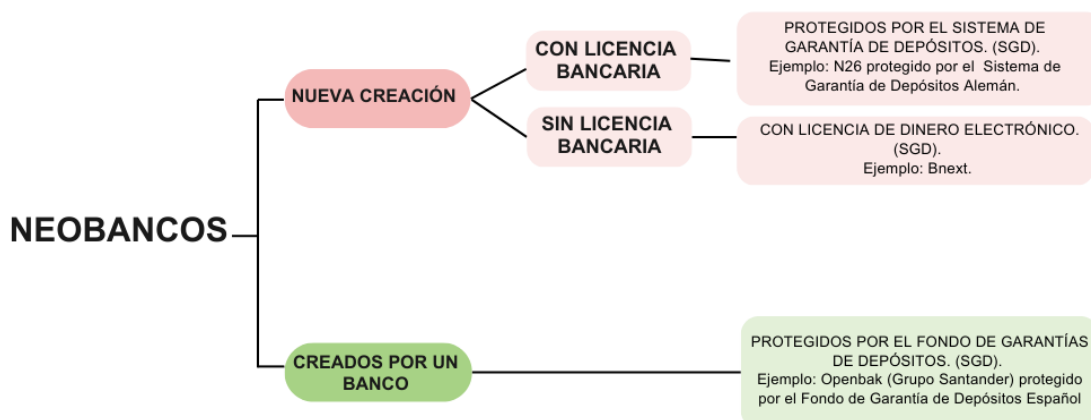 NEOBANCOS
NUEVA CREACIÓN
CON LICENCIA
BANCARIA
PROTEGIDOS POR EL SISTEMA DE
GARANTÍA DE DEPÓSITOS. (SGD).
Ejemplo: N26 protegido por el Sistema de
Garantía de Depósitos Alemán.
SIN LICENCIA
BANCARIA
CON LICENCIA DE DINERO ELECTRÓNICO.
(SGD).
Ejemplo: Bnext.
CREADOS POR UN
BANCO
PROTEGIDOS POR EL FONDO DE GARANTÍAS
DE DEPÓSITOS. (SGD).
Ejemplo: Openbak (Grupo Santander) protegido
por el Fondo de Garantía de Depósitos Español